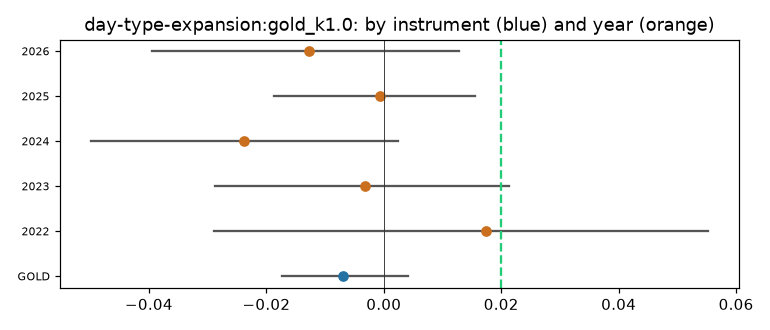 day-type-expansion:gold_k1.0: by instrument (blue) and year (orange)
2026
2025
2024
2023
2022
GOLD
−0.04 −0.02 0.00 0.02 0.04 0.06